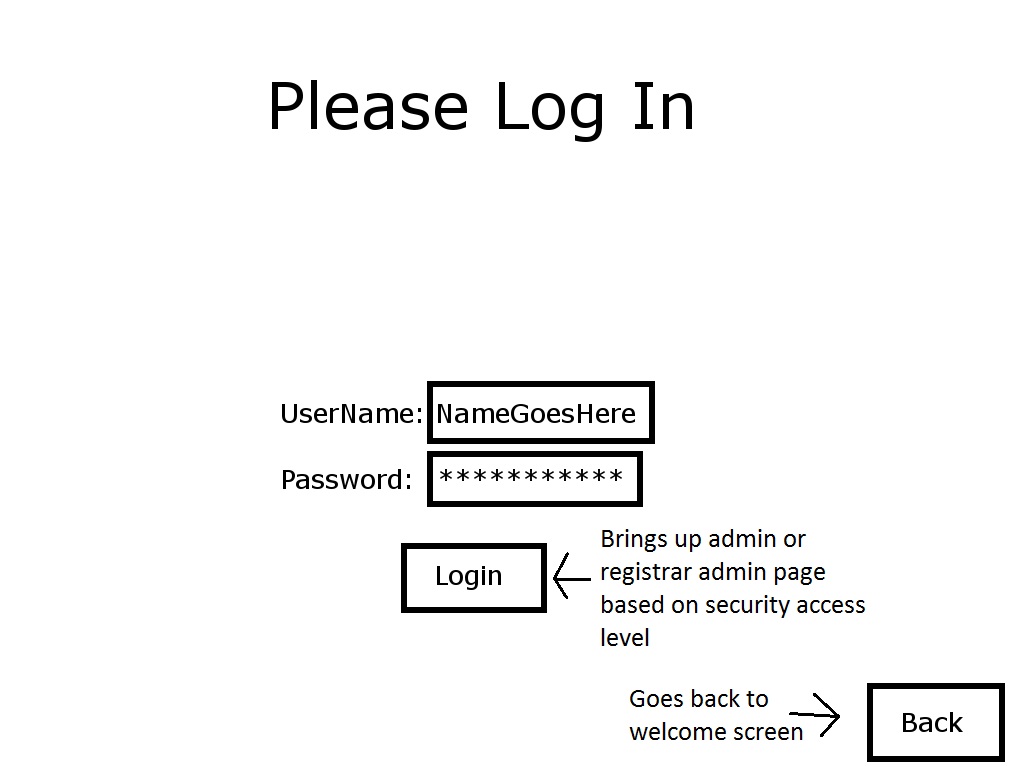 Please Log In
UserName: NameGoesHere
Password: ***********
Login
Brings up admin or
registrar admin page
based on security access
level
Goes back to
welcome screen
Back